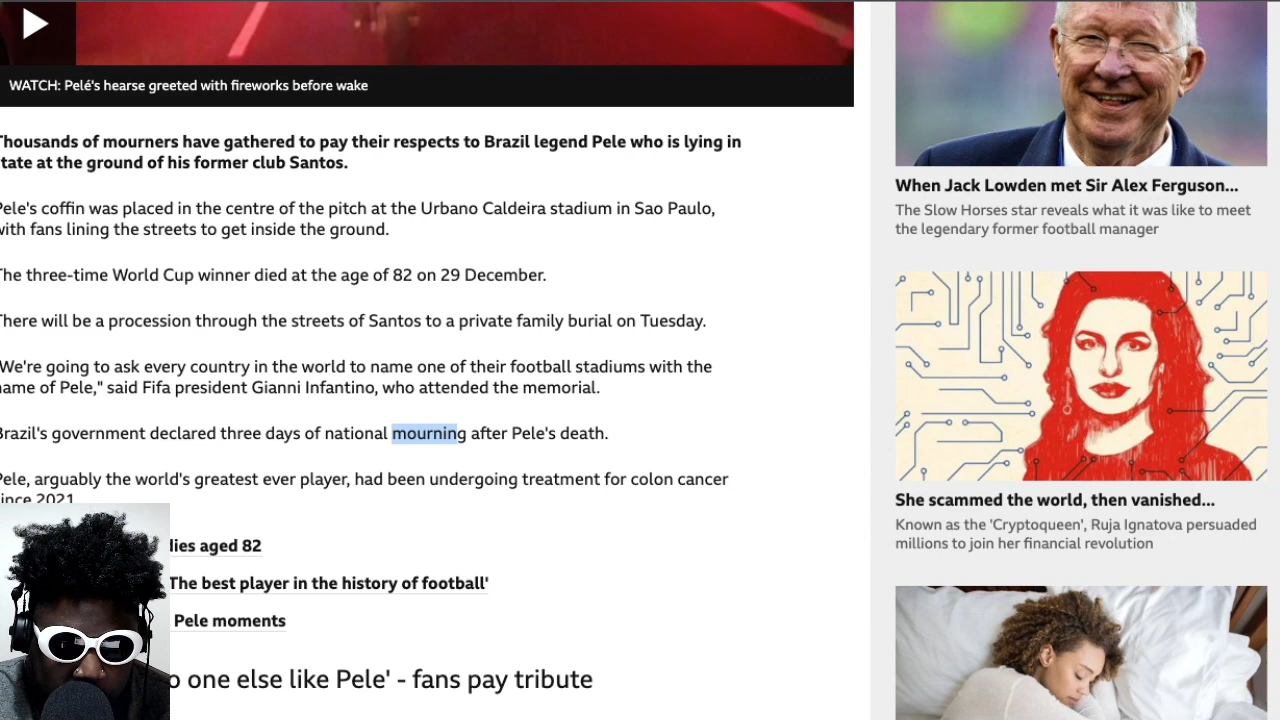 WATCH: Pelé's hearse greeted with fireworks before wake
Thousands of mourners have gathered to pay their respects to Brazil legend Pele who is lying in
state at the ground of his former club Santos.
Pele's coffin was placed in the centre of the pitch at the Urbano Caldeira stadium in Sao Paulo,
with fans lining the streets to get inside the ground.
The three-time World Cup winner died at the age of 82 on 29 December.
There will be a procession through the streets of Santos to a private family burial on Tuesday.
"We're going to ask every country in the world to name one of their football stadiums with the
name of Pele," said Fifa president Gianni Infantino, who attended the memorial.
Brazil's government declared three days of national mourning after Pele's death.
Pele, arguably the world's greatest ever player, had been undergoing treatment for colon cancer
since 2021
dies aged 82
'The best player in the history of football'
Pele moments
o one else like Pele' - fans pay tribute
When Jack Lowden met Sir Alex Ferguson...
The Slow Horses star reveals what it was like to meet
the legendary former football manager
She scammed the world, then vanished...
Known as the 'Cryptoqueen', Ruja Ignatova persuaded
millions to join her financial revolution